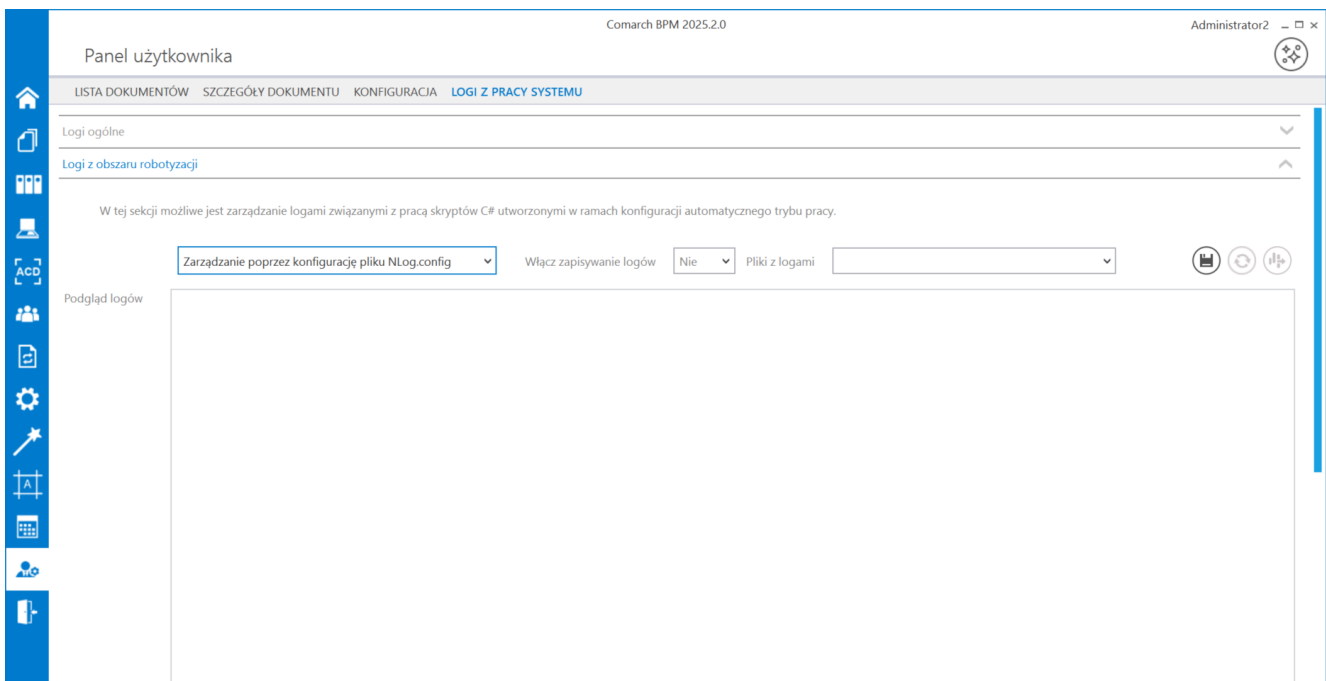 Comarch BPM 2025.2.0
Administrator2
Panel użytkownika
LISTA DOKUMENTÓW SZCZEGÓŁY DOKUMENTU KONFIGURACJA LOGI Z PRACY SYSTEMU
Logi ogólne
Logi z obszaru robotyzacji
W tej sekcji możliwe jest zarządzanie logami związanymi z pracą skryptów C# utworzonymi w ramach konfiguracji automatycznego trybu pracy.
Zarządzanie poprzez konfigurację pliku NLog.config Włącz zapisywanie logów Nie Pliki z logami
ACD
Podgląd logów
A